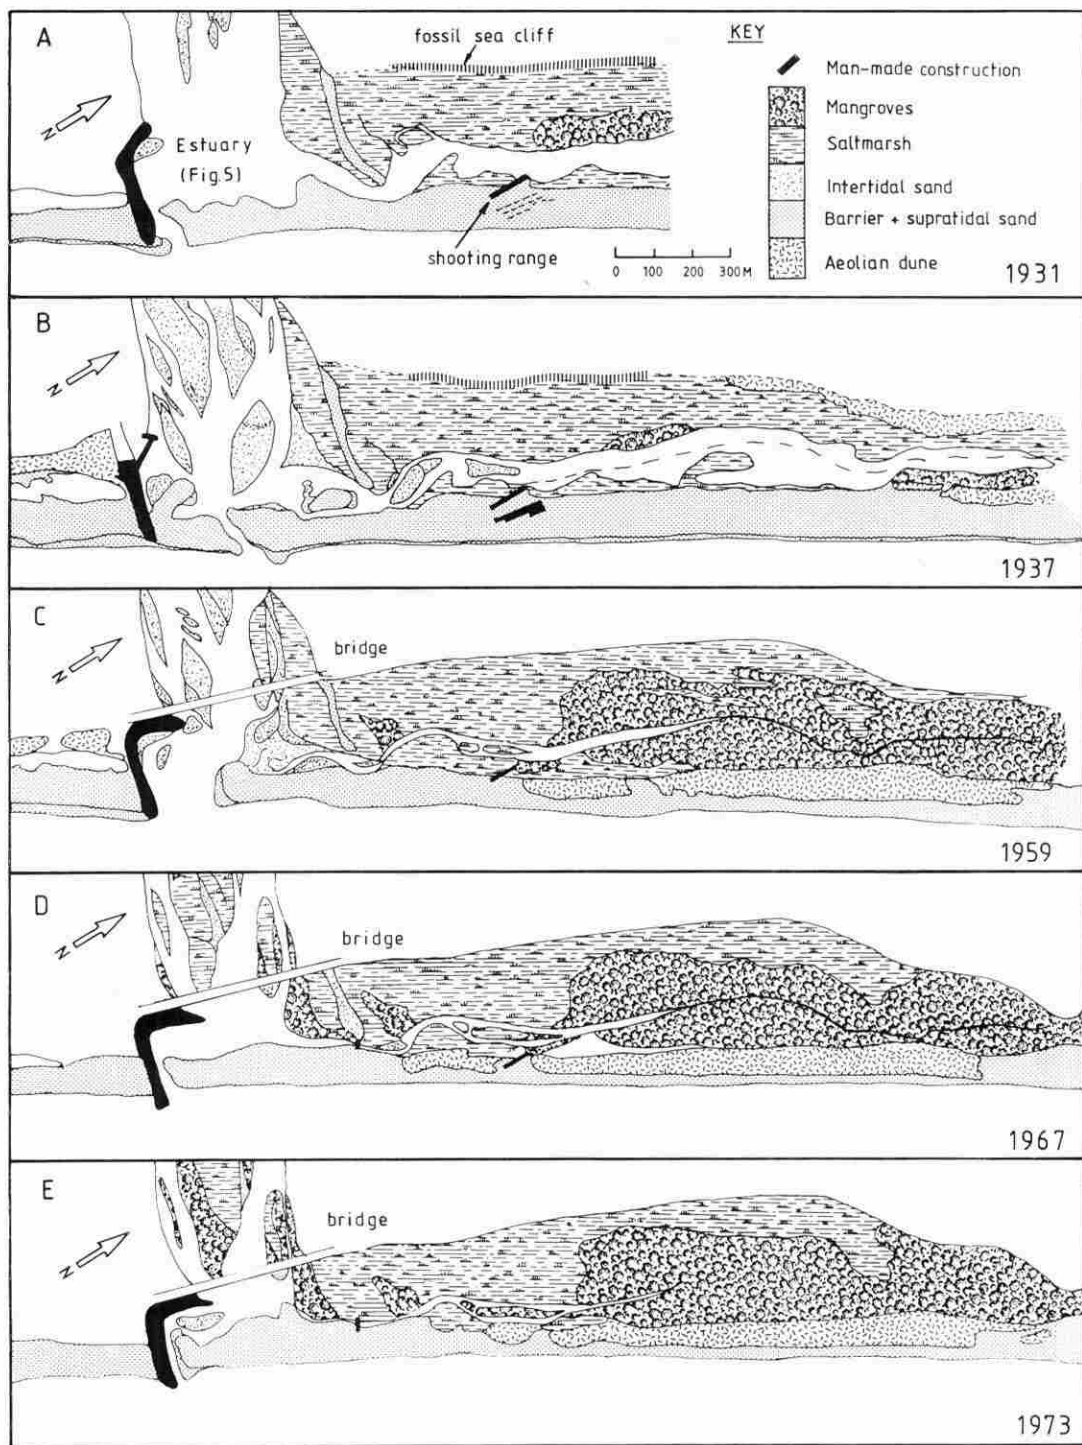 A
fossil sea cliff
KEY
Man-made construction
Mangroves
Saltmarsh
Intertidal sand
Barrier + supratidal sand
Aeolian dune
N
Estuary
(Fig.5)
shooting range
0 100 200 300 M
1931
B
N
1937
C
bridge
N
1959
D
bridge
N
1967
E
bridge
N
1973